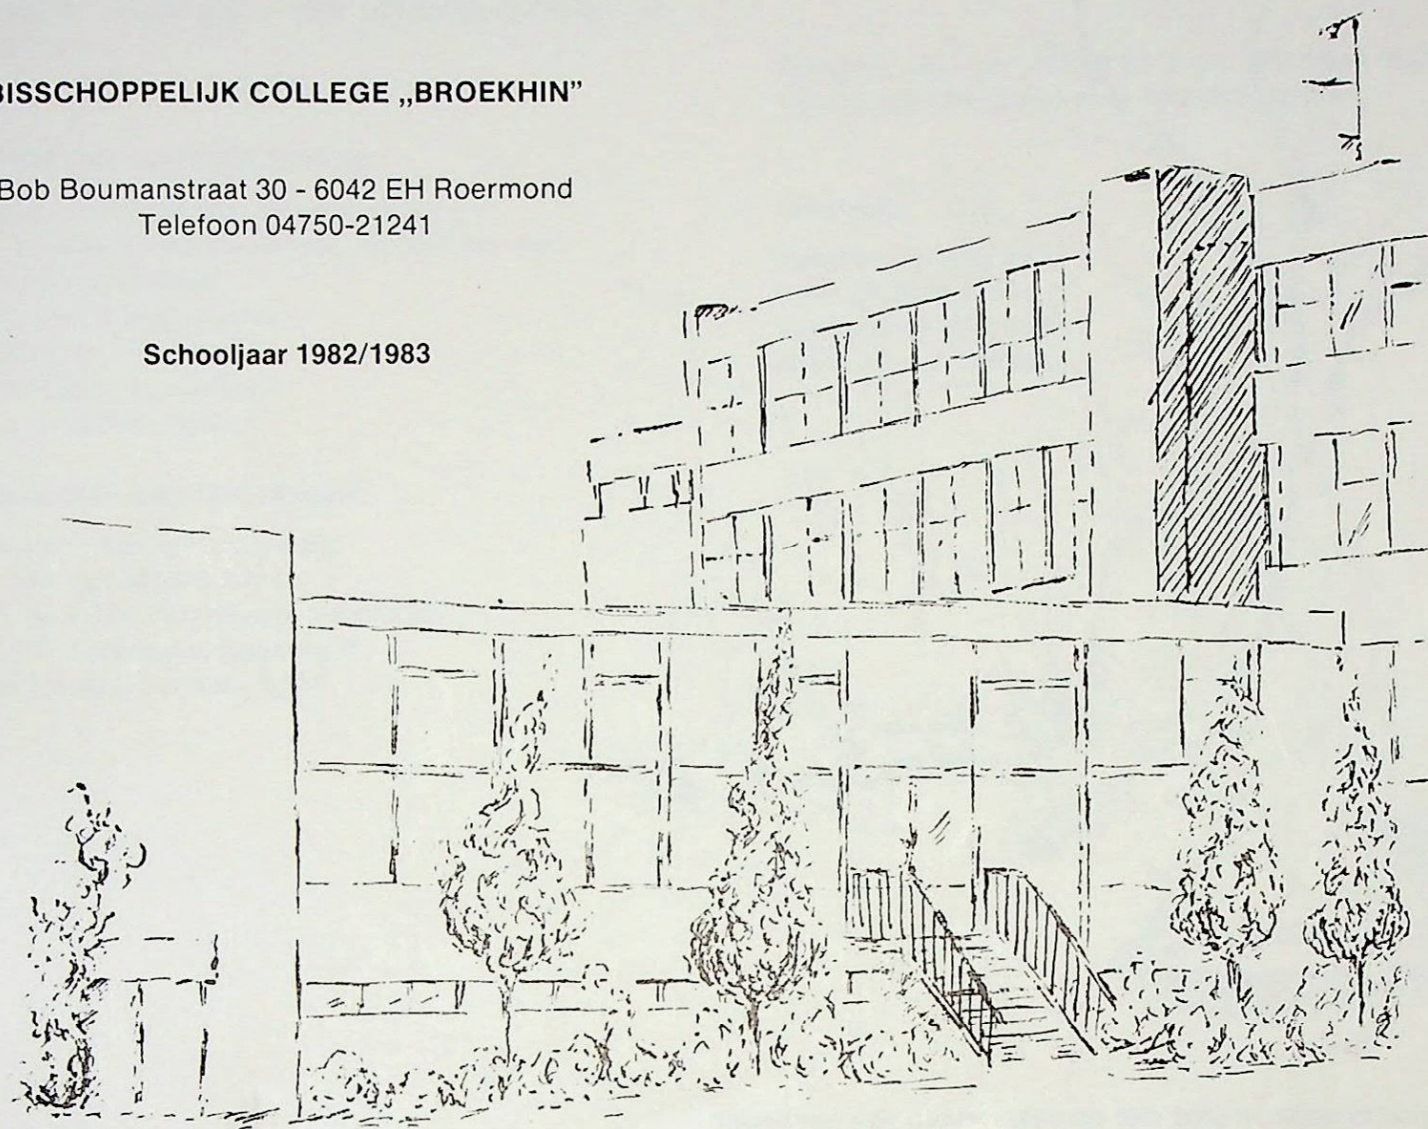 BISSCHOPPELIJK COLLEGE „BROEKHIN”
Bob Boumanstraat 30 - 6042 EH Roermond
Telefoon 04750-21241
Schooljaar 1982/1983